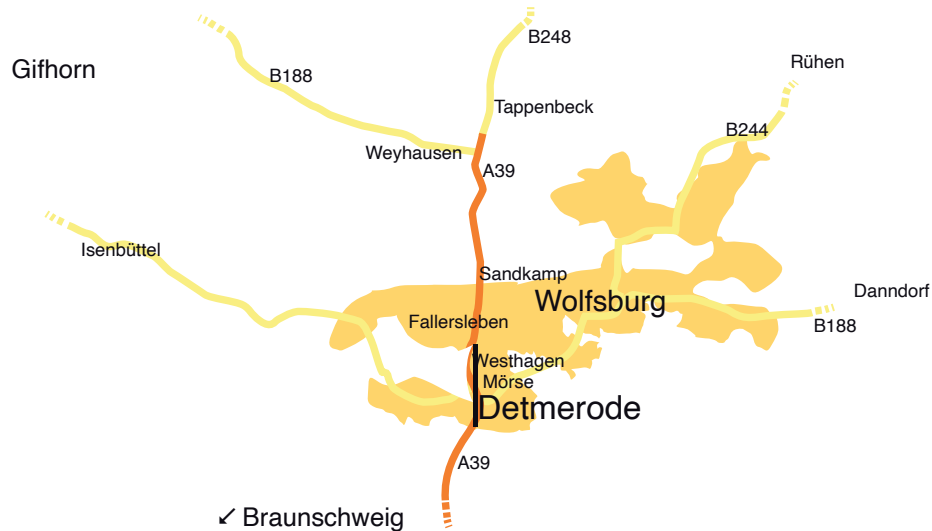 B248
Gifhorn
B188
Rühen
Tappenbeck
B244
Weyhausen
A39
Isenbüttel
Sandkamp
Danndorf
Wolfsburg
Fallersleben
B188
Westhagen
Mörse
Detmerode
A39
↙ Braunschweig